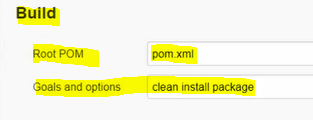 Build
Root POM pom.xml
Goals and options clean install package